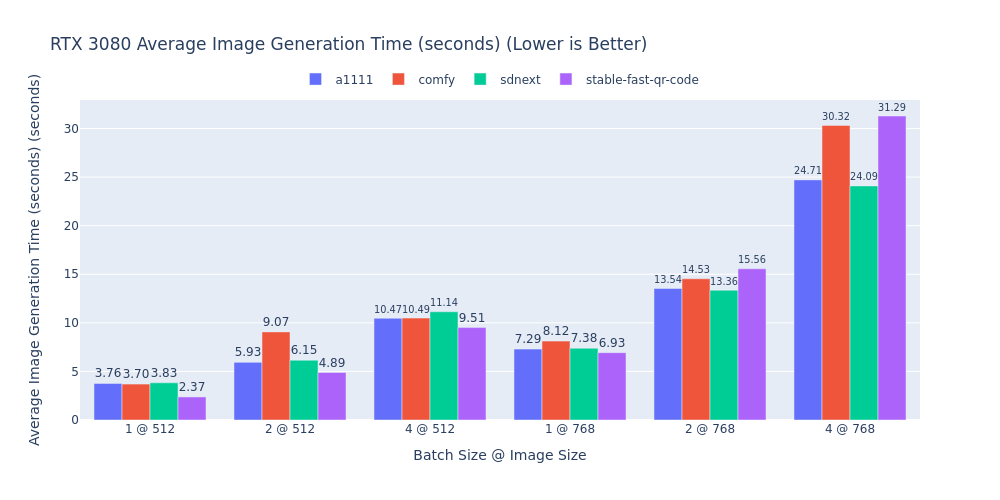 RTX 3080 Average Image Generation Time (seconds) (Lower is Better)
a1111 comfy sdnext stable-fast-qr-code
Average Image Generation Time (seconds) (seconds)
30
25
20
15
10
5
0
3.76 3.70 3.83 2.37
5.93 9.07 6.15 4.89
10.47 10.49 11.14 9.51
7.29 8.12 7.38 6.93
13.54 14.53 13.36 15.56
24.71 30.32 24.09 31.29
1 @ 512 2 @ 512 4 @ 512 1 @ 768 2 @ 768 4 @ 768
Batch Size @ Image Size